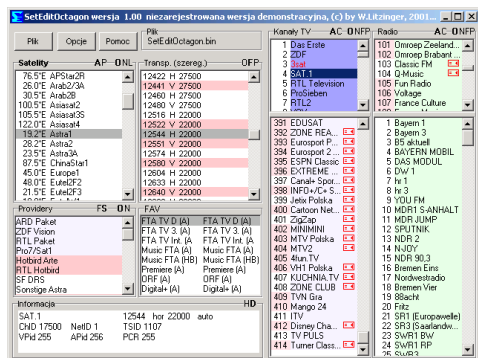 SetEditOctagon wersja 1.00 niezarejestrowana wersja demonstracyjna, (c) by W.Litzinger, 2001...
Plik Opcje Pomoc
Plik
SetEditOctagon.bin
Satelity AP ONL
76.5°E APStar2R
26.0°E Arab2/3A
30.5°E Arab2B
100.5°E Asiasat2
105.5°E Asiasat3S
122.0°E Asiasat4
19.2°E Astra1
28.2°E Astra2
23.5°E Astra3A
87.5°E ChinaStar1
45.0°E Europe1
48.0°E Eutel2F2
21.5°E Eutel2F3
Transp. (szereg.) OFP
12422 H 27500
12441 V 27500
12460 H 27500
12480 V 27500
12516 H 22000
12522 V 22000
12544 H 22000
12551 V 22000
12574 H 22000
12581 V 22000
12604 H 22000
12633 H 22000
12640 V 22000
Providery FS ON
ARD Paket
ZDF Vision
RTL Paket
Pro7/Sat1
Hotbird Arte
RTL Hotbird
SF DRS
Sonstige Astra
FAV
FTA TV D (A) FTA TV D (A)
FTA TV 3. (A) FTA TV 3. (A)
FTA TV Int. (A FTA TV Int. (A
Music FTA (A) Music FTA (A)
Music FTA (HB) Music FTA (HB)
Premiere (A) Premiere (A)
ORF (A) ORF (A)
Digital+ (A) Digital+ (A)
Informacja HD
SAT.1 12544 hor 22000 auto
ChID 17500 NetID 1 TSID 1107
VPid 255 APid 256 PCR 255
Kanały TV AC ONFP
1 Das Erste
2 ZDF
3 3sat
4 SAT.1
5 RTL Television
6 ProSieben
7 RTL2
391 EDUSAT
392 ZONE REA...
393 Eurosport P...
394 Eurosport 2 ...
395 ESPN Classic
396 EXTREME ...
397 Canal+ Spor...
398 INFO+/C+ S...
399 Jetix Polska
400 Cartoon Net...
401 ZigZap
402 MINIMINI
403 MTV Polska
404 MTV2
405 4fun.TV
406 VH1 Polska
407 KUCHNIA.TV
408 ZONE CLUB
409 TVN Gra
410 Mango 24
411 ITV
412 Disney Cha...
413 TV PULS
414 Turner Class...
Radio AC ONFP
101 Omroep Zeeland...
102 Omroep Brabant ...
103 Classic FM
104 Q-Music
105 Fun Radio
106 Voltage
107 France Culture
1 Bayern 1
2 Bayern 3
3 B5 aktuell
4 BAYERN MOBIL
5 DAS MODUL
6 DW 1
7 hr 1
8 hr 3
9 YOU FM
10 MDR1 S-ANHALT
11 MDR JUMP
12 SPUTNIK
13 NDR 2
14 N-JOY
15 NDR 90,3
16 Bremen Eins
17 Nordwestradio
18 Bremen Vier
19 88acht
20 Fritz
21 SR1 (Europawelle)
22 SR3 (Saarlandw...
23 SWR1 BW
24 SWR1 RP
25 SWR3